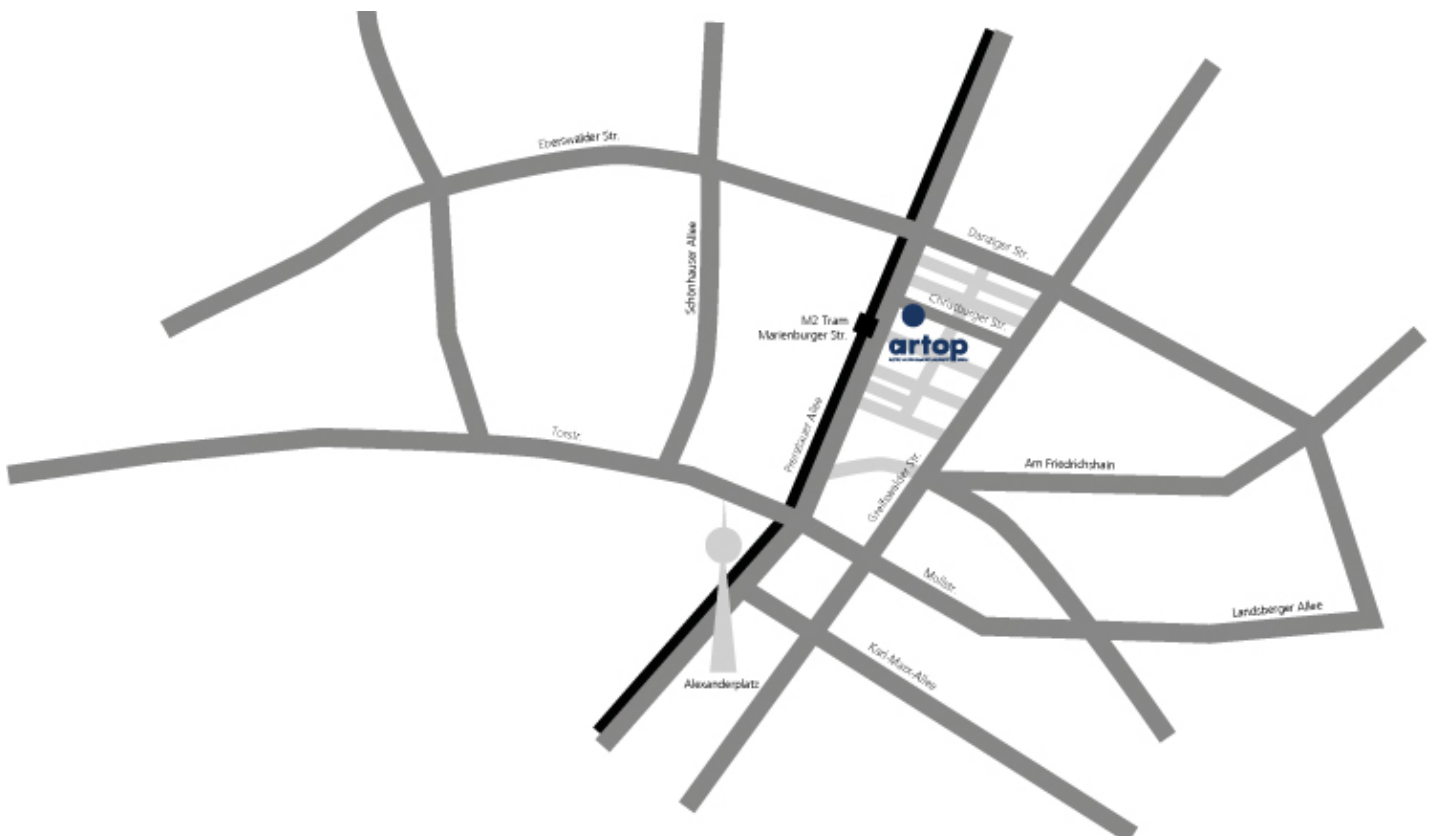 Eberswalder Str.
Schönhauser Allee
Danziger Str.
Christburger Str.
M2 Tram
Marienburger Str.
artop
Prenzlauer Allee
Torstr.
Greifswalder Str.
Am Friedrichshain
Mollstr.
Landsberger Allee
Karl-Marx-Allee
Alexanderplatz